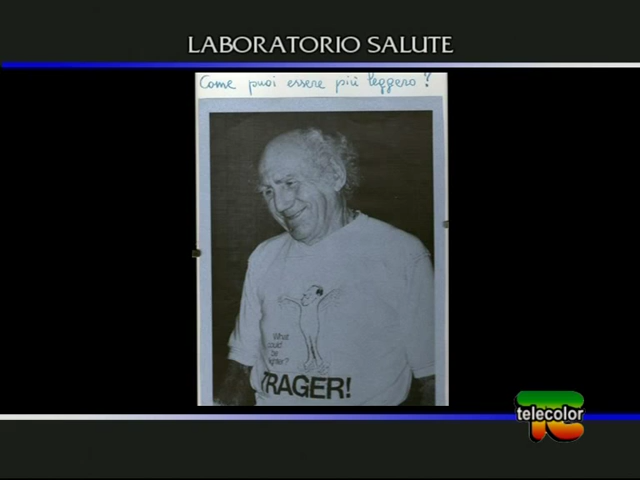 LABORATORIO SALUTE
Come puoi essere più leggero?
What
could
be
lighter?
TRAGER!
telecolor